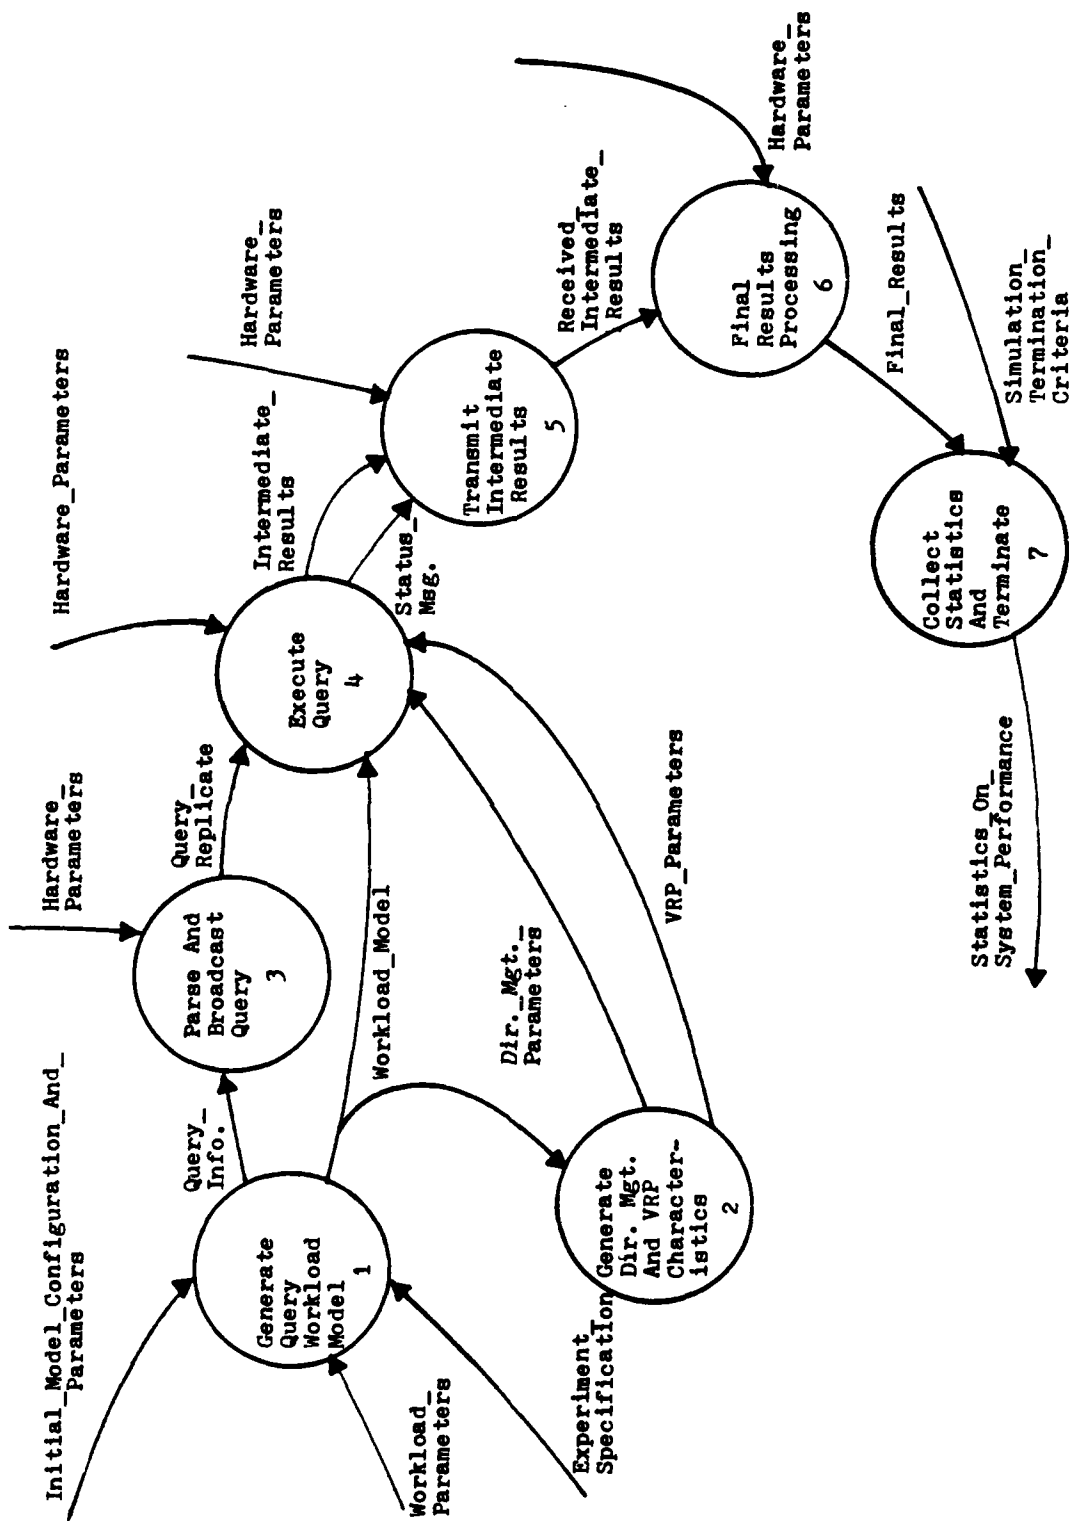 Initial_Model_Configuration_And_
Parameters
Workload_
Parameters
Experiment_
Specification
Generate
Query
Workload
Model
1
Query_
Info.
Hardware_
Parameters
Parse And
Broadcast
Query
3
Query_
Replicate
Workload_Model
Generate
Dir. Mgt.
And VRP
Character-
istics
2
Dir._Mgt._
Parameters
VRP_Parameters
Hardware_Parameters
Execute
Query
4
Intermediate_
Results
Status_
Msg.
Hardware_
Parameters
Transmit
Intermediate
Results
5
Received_
Intermediate_
Results
Hardware_
Parameters
Final
Results
Processing
6
Final_Results
Simulation_
Termination_
Criteria
Collect
Statistics
And
Terminate
7
Statistics_On_
System_Performance